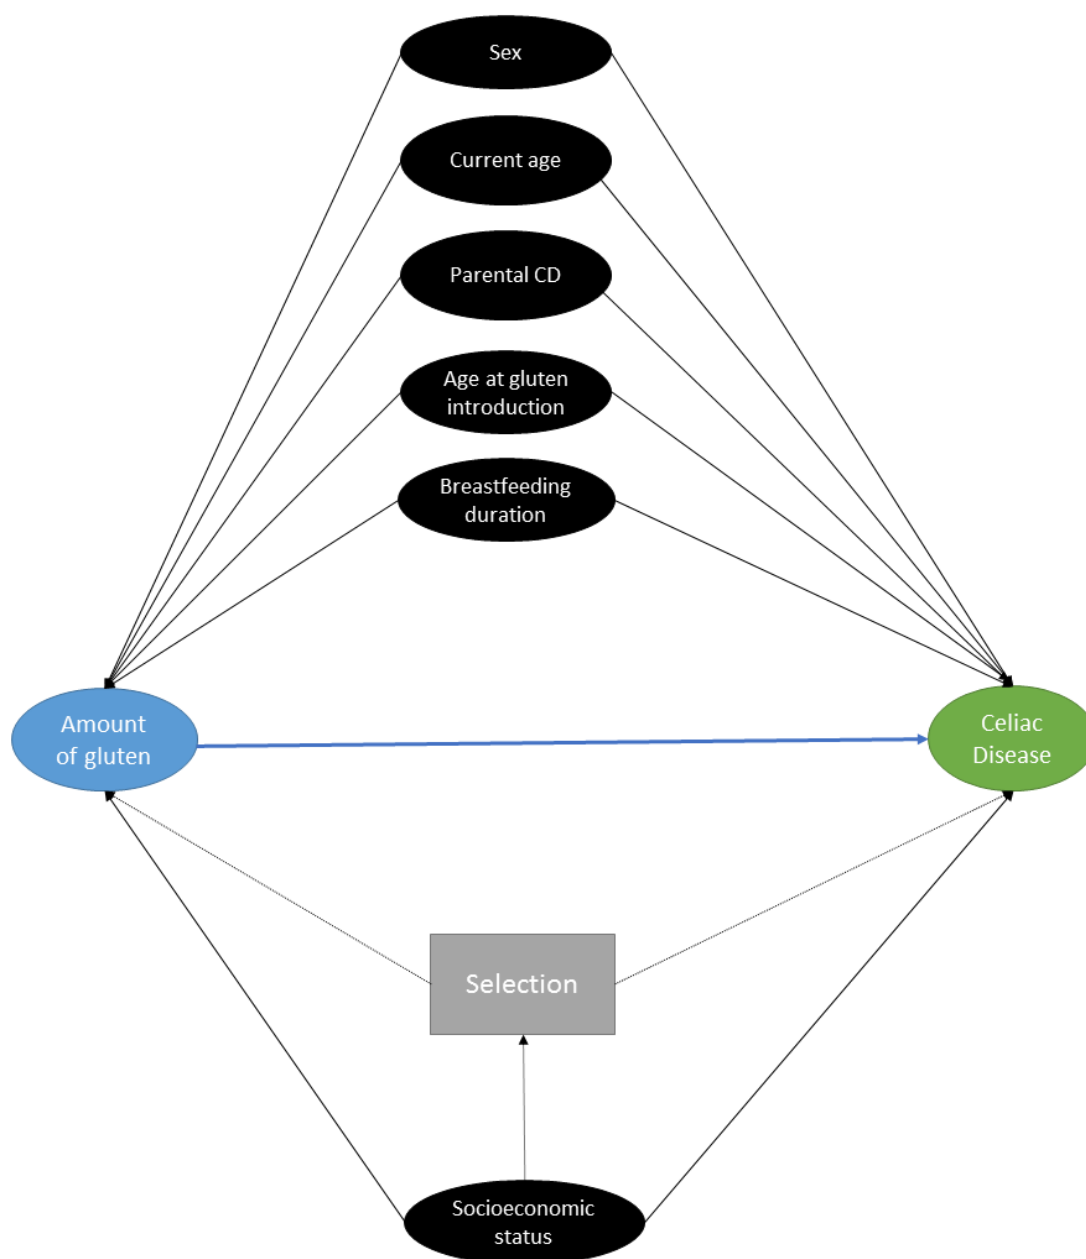 Sex
Current age
Parental CD
Age at gluten
introduction
Breastfeeding
duration
Amount
of gluten
Celiac
Disease
Selection
Socioeconomic
status